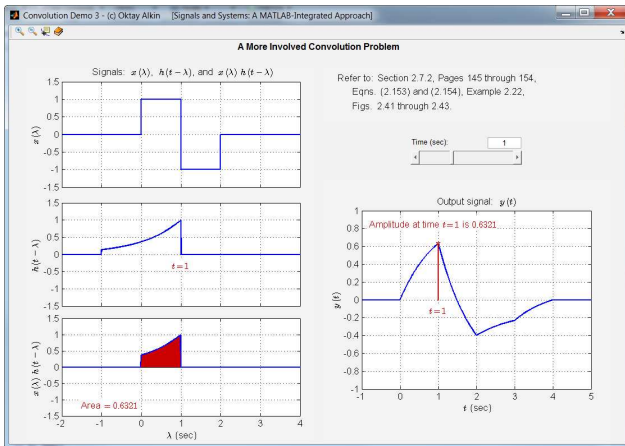 Convolution Demo 3 - (c) Oktay Alkin [Signals and Systems: A MATLAB-Integrated Approach]
A More Involved Convolution Problem
Signals: x(λ), h(t−λ), and x(λ) h(t−λ)
1.5
1
0.5
0
-0.5
-1
-1.5
x(λ)
1.5
1
0.5
0
-0.5
-1
-1.5
h(t−λ)
t=1
1.5
1
0.5
0
-0.5
-1
-1.5
x(λ) h(t−λ)
Area = 0.6321
-2 -1 0 1 2 3 4
λ (sec)
Refer to: Section 2.7.2, Pages 145 through 154,
Eqns. (2.153) and (2.154), Example 2.22,
Figs. 2.41 through 2.43.
Time (sec): 1
Output signal: y(t)
Amplitude at time t=1 is 0.6321
1
0.8
0.6
0.4
0.2
0
-0.2
-0.4
-0.6
-0.8
-1
y(t)
t=1
-1 0 1 2 3 4 5
t (sec)